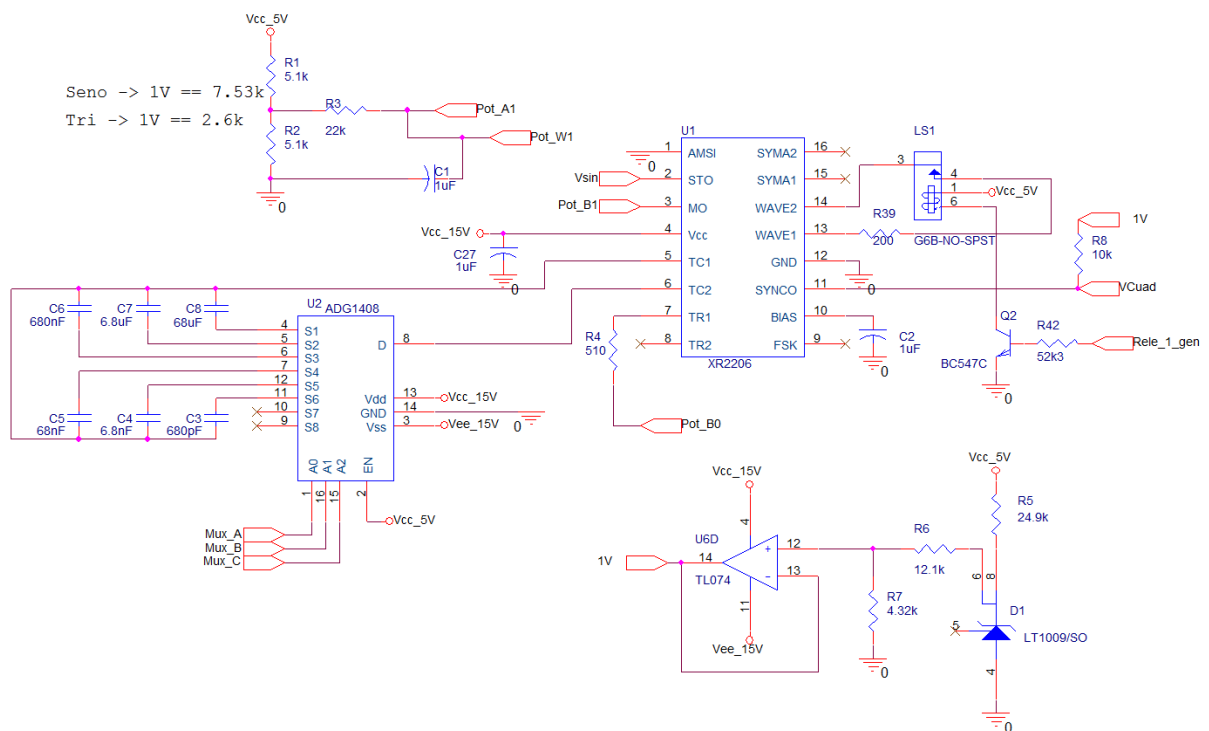 Vcc_5V
R1
5.1k
Seno -> 1V == 7.53k
Tri -> 1V == 2.6k
R3
22k
Pot_A1
R2
5.1k
Pot_W1
C1
1uF
0
U1
1
AMSI
SYMA2
16
0
Vsin
2
STO
SYMA1
15
Pot_B1
3
MO
WAVE2
14
Vcc_15V
4
Vcc
WAVE1
13
C27
1uF
0
5
TC1
GND
12
0
6
TC2
SYNCO
11
7
TR1
BIAS
10
8
TR2
FSK
9
XR2206
R4
510
Pot_B0
C2
1uF
0
LS1
3
4
1
Vcc_5V
6
R39
200
G6B-NO-SPST
1V
R8
10k
VCuad
Q2
BC547C
R42
52k3
Rele_1_gen
0
C6
680nF
C7
6.8uF
C8
68uF
C5
68nF
C4
6.8nF
C3
680pF
U2
ADG1408
4
S1
5
S2
6
S3
7
S4
12
S5
11
S6
10
S7
9
S8
D
8
Vdd
13
Vcc_15V
GND
14
0
Vss
3
Vee_15V
A0
A1
A2
EN
1
16
15
2
Vcc_5V
Mux_A
Mux_B
Mux_C
Vcc_15V
4
U6D
1V
14
TL074
+
12
-
13
11
Vee_15V
R6
12.1k
R7
4.32k
0
Vcc_5V
R5
24.9k
6
8
D1
5
LT1009/SO
4
0